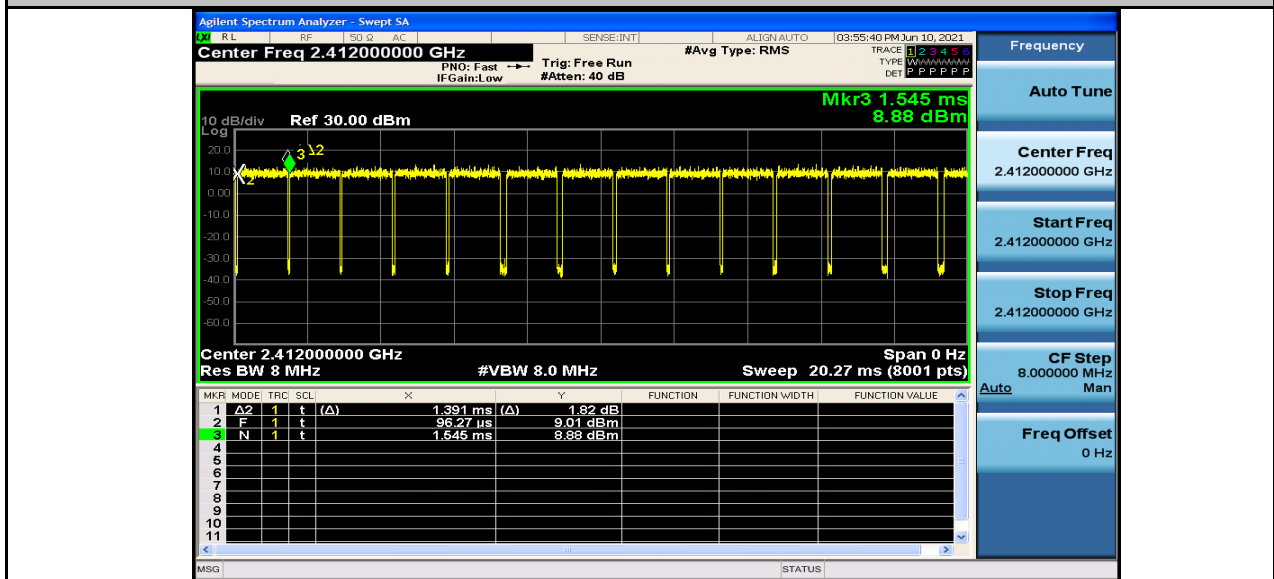 Agilent Spectrum Analyzer - Swept SA
LXI RL RF 50 Ω AC SENSE:INT ALIGN AUTO 03:55:40 PM Jun 10, 2021
Center Freq 2.412000000 GHz #Avg Type: RMS TRACE 1 2 3 4 5 6
PNO: Fast Trig: Free Run TYPE WWWWWW
IFGain:Low #Atten: 40 dB DET P P P P P P
Mkr3 1.545 ms
10 dB/div Ref 30.00 dBm 8.88 dBm
Log
20.0
3 Δ2
10.0
2
0.00
-10.0
-20.0
-30.0
-40.0
-50.0
-60.0
Center 2.412000000 GHz Span 0 Hz
Res BW 8 MHz #VBW 8.0 MHz Sweep 20.27 ms (8001 pts)
MKR MODE TRC SCL X Y FUNCTION FUNCTION WIDTH FUNCTION VALUE
1 Δ2 1 t (Δ) 1.391 ms (Δ) 1.82 dB
2 F 1 t 96.27 µs 9.01 dBm
3 N 1 t 1.545 ms 8.88 dBm
4
5
6
7
8
9
10
11
MSG STATUS
Frequency
Auto Tune
Center Freq
2.412000000 GHz
Start Freq
2.412000000 GHz
Stop Freq
2.412000000 GHz
CF Step
8.000000 MHz
Auto Man
Freq Offset
0 Hz